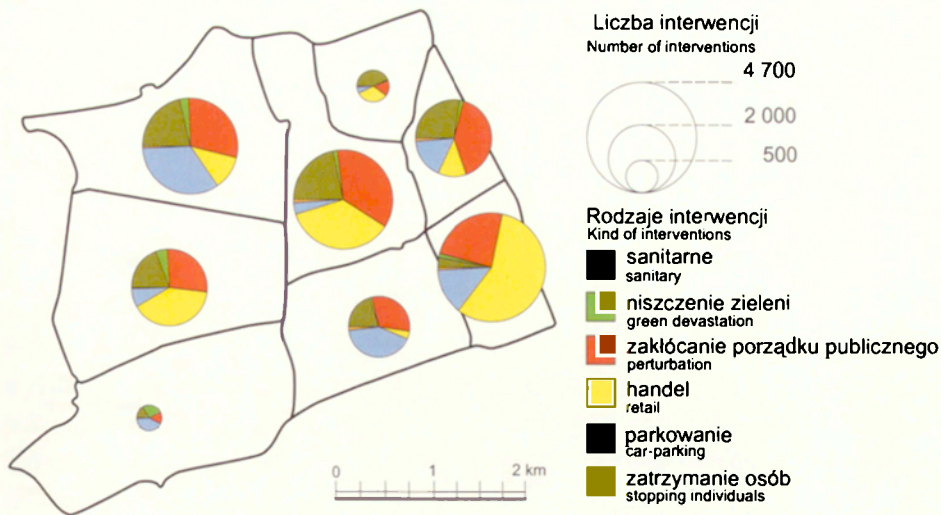 Liczba interwencji
Number of interventions
4 700
2 000
500
Rodzaje interwencji
Kind of interventions
sanitarne
sanitary
niszczenie zieleni
green devastation
zakłócanie porządku publicznego
perturbation
handel
retail
parkowanie
car-parking
zatrzymanie osób
stopping individuals
0 1 2 km